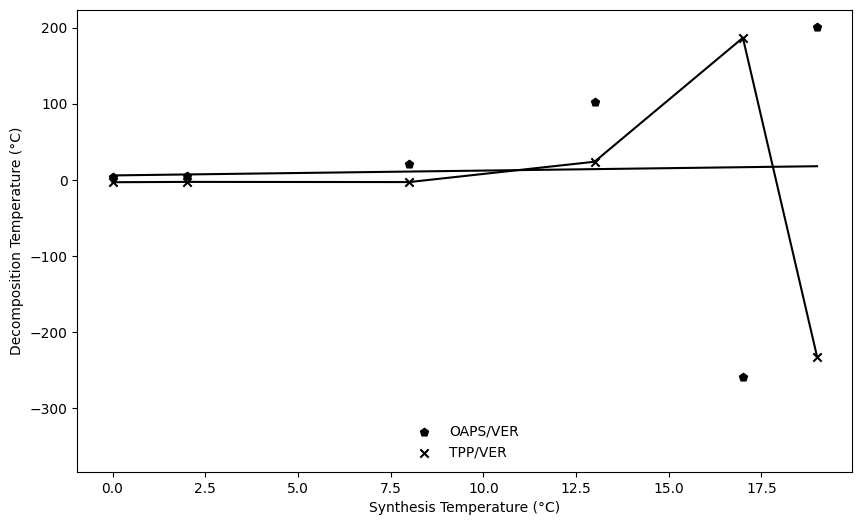 200
100
0
−100
−200
−300
Decomposition Temperature (°C)
OAPS/VER
TPP/VER
0.0 2.5 5.0 7.5 10.0 12.5 15.0 17.5
Synthesis Temperature (°C)